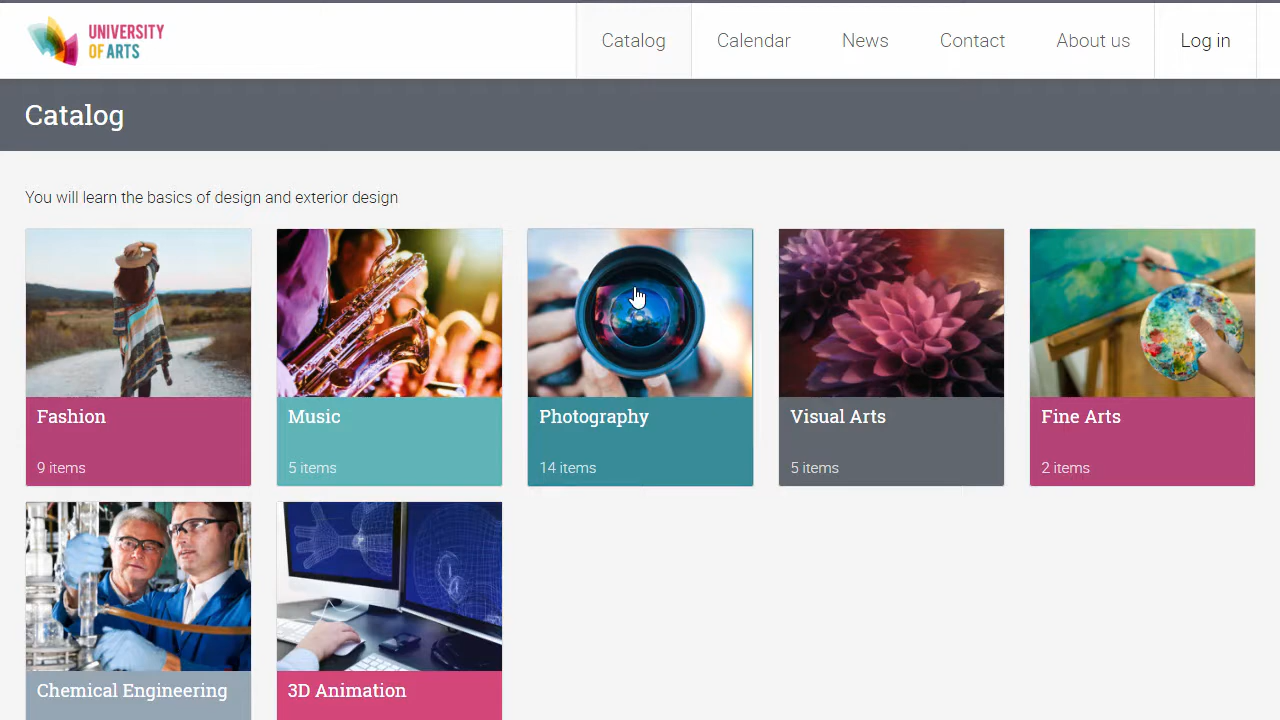 UNIVERSITY
OF ARTS
Catalog
Calendar
News
Contact
About us
Log in
Catalog
You will learn the basics of design and exterior design
Fashion
9 items
Music
5 items
Photography
14 items
Visual Arts
5 items
Fine Arts
2 items
Chemical Engineering
3D Animation